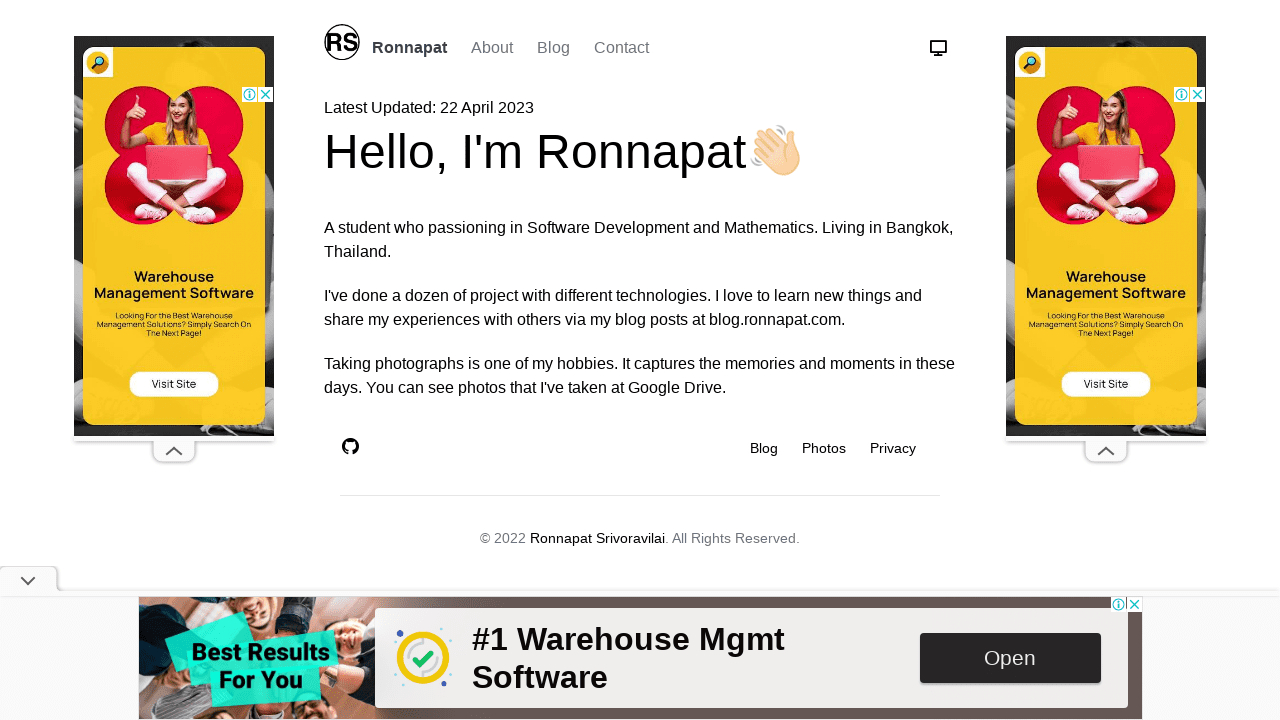 RS Ronnapat About Blog Contact
Latest Updated: 22 April 2023
Hello, I'm Ronnapat👋🏻
A student who passioning in Software Development and Mathematics. Living in Bangkok,
Thailand.
I've done a dozen of project with different technologies. I love to learn new things and
share my experiences with others via my blog posts at blog.ronnapat.com.
Taking photographs is one of my hobbies. It captures the memories and moments in these
days. You can see photos that I've taken at Google Drive.
Blog Photos Privacy
© 2022 Ronnapat Srivoravilai. All Rights Reserved.
Warehouse
Management Software
Looking For the Best Warehouse
Management Solutions? Simply Search On
The Next Page!
Visit Site
Warehouse
Management Software
Looking For the Best Warehouse
Management Solutions? Simply Search On
The Next Page!
Visit Site
Best Results
For You
#1 Warehouse Mgmt
Software
Open